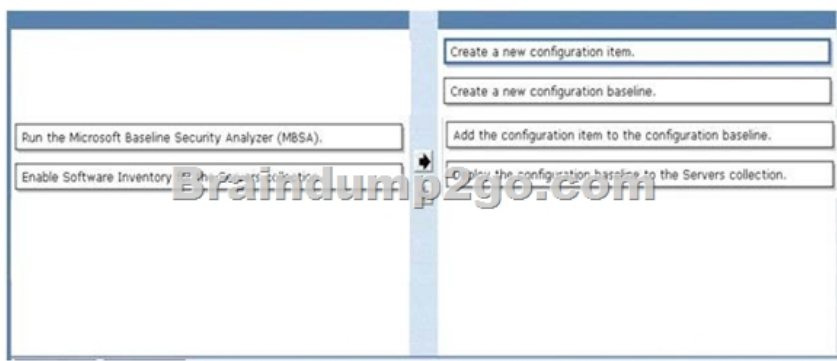 Create a new configuration item.
Create a new configuration baseline.
Run the Microsoft Baseline Security Analyzer (MBSA).
Add the configuration item to the configuration baseline.
Enable Software Inventory
the configuration baseline to the Servers collection.
Braindump2go.com